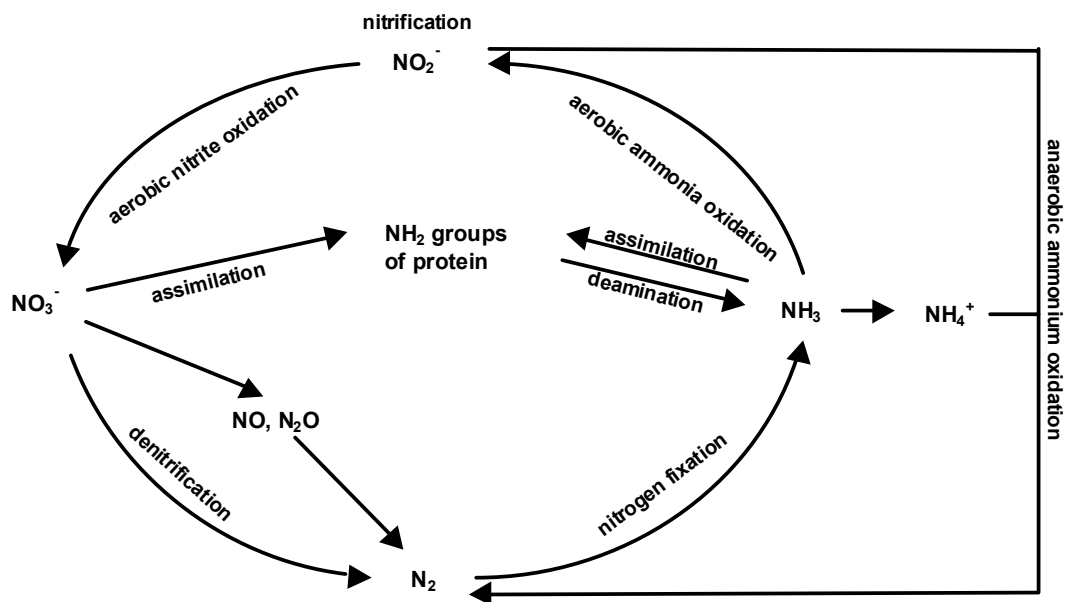 nitrification
NO₂⁻
aerobic nitrite oxidation
aerobic ammonia oxidation
anaerobic ammonium oxidation
NH₂ groups
of protein
assimilation
deamination
assimilation
NO₃⁻
NH₃
NH₄⁺
NO, N₂O
denitrification
nitrogen fixation
N₂